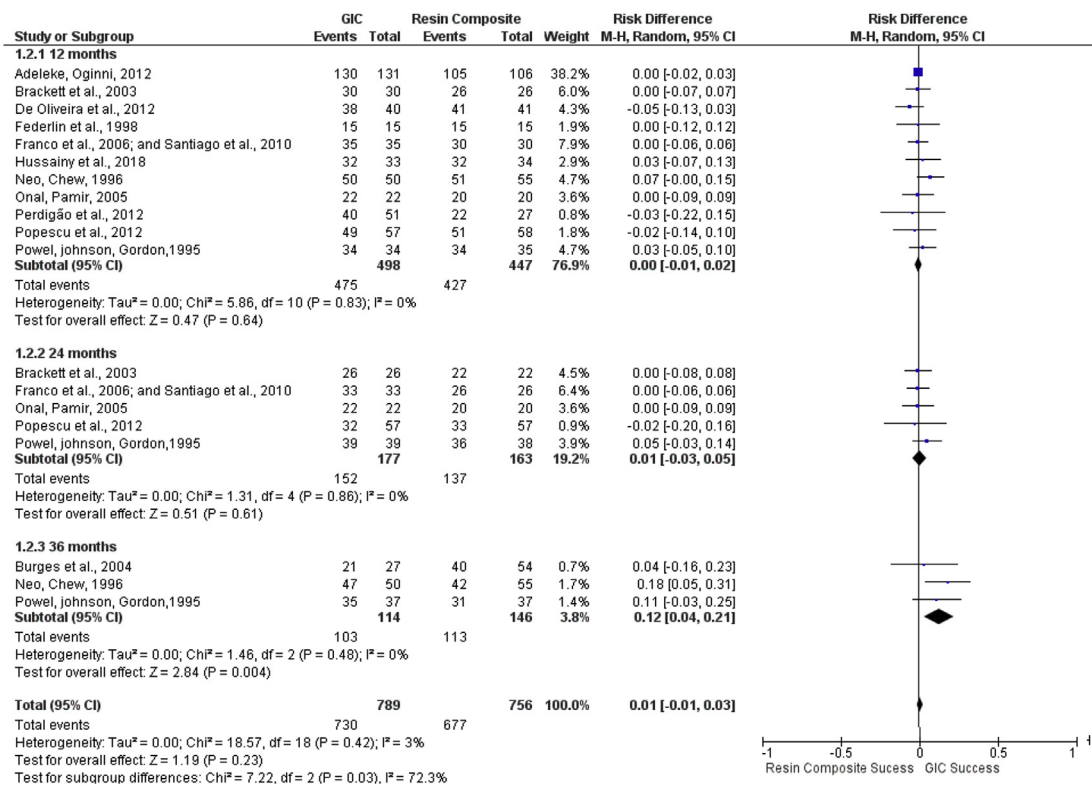 GIC Resin Composite Risk Difference Risk Difference
Study or Subgroup Events Total Events Total Weight M-H, Random, 95% CI M-H, Random, 95% CI
1.2.1 12 months
Adeleke, Oginni, 2012 130 131 105 106 38.2% 0.00 [-0.02, 0.03]
Brackett et al., 2003 30 30 26 26 6.0% 0.00 [-0.07, 0.07]
De Oliveira et al., 2012 38 40 41 41 4.3% -0.05 [-0.13, 0.03]
Federlin et al., 1998 15 15 15 15 1.9% 0.00 [-0.12, 0.12]
Franco et al., 2006; and Santiago et al., 2010 35 35 30 30 7.9% 0.00 [-0.06, 0.06]
Hussainy et al., 2018 32 33 32 34 2.9% 0.03 [-0.07, 0.13]
Neo, Chew, 1996 50 50 51 55 4.7% 0.07 [-0.00, 0.15]
Onal, Pamir, 2005 22 22 20 20 3.6% 0.00 [-0.09, 0.09]
Perdigão et al., 2012 40 51 22 27 0.8% -0.03 [-0.22, 0.15]
Popescu et al., 2012 49 57 51 58 1.8% -0.02 [-0.14, 0.10]
Powel, johnson, Gordon,1995 34 34 34 35 4.7% 0.03 [-0.05, 0.10]
Subtotal (95% CI) 498 447 76.9% 0.00 [-0.01, 0.02]
Total events 475 427
Heterogeneity: Tau² = 0.00; Chi² = 5.86, df = 10 (P = 0.83); I² = 0%
Test for overall effect: Z = 0.47 (P = 0.64)
1.2.2 24 months
Brackett et al., 2003 26 26 22 22 4.5% 0.00 [-0.08, 0.08]
Franco et al., 2006; and Santiago et al., 2010 33 33 26 26 6.4% 0.00 [-0.06, 0.06]
Onal, Pamir, 2005 22 22 20 20 3.6% 0.00 [-0.09, 0.09]
Popescu et al., 2012 32 57 33 57 0.9% -0.02 [-0.20, 0.16]
Powel, johnson, Gordon,1995 39 39 36 38 3.9% 0.05 [-0.03, 0.14]
Subtotal (95% CI) 177 163 19.2% 0.01 [-0.03, 0.05]
Total events 152 137
Heterogeneity: Tau² = 0.00; Chi² = 1.31, df = 4 (P = 0.86); I² = 0%
Test for overall effect: Z = 0.51 (P = 0.61)
1.2.3 36 months
Burges et al., 2004 21 27 40 54 0.7% 0.04 [-0.16, 0.23]
Neo, Chew, 1996 47 50 42 55 1.7% 0.18 [0.05, 0.31]
Powel, johnson, Gordon,1995 35 37 31 37 1.4% 0.11 [-0.03, 0.25]
Subtotal (95% CI) 114 146 3.8% 0.12 [0.04, 0.21]
Total events 103 113
Heterogeneity: Tau² = 0.00; Chi² = 1.46, df = 2 (P = 0.48); I² = 0%
Test for overall effect: Z = 2.84 (P = 0.004)
Total (95% CI) 789 756 100.0% 0.01 [-0.01, 0.03]
Total events 730 677
Heterogeneity: Tau² = 0.00; Chi² = 18.57, df = 18 (P = 0.42); I² = 3%
Test for overall effect: Z = 1.19 (P = 0.23)
Test for subgroup differences: Chi² = 7.22, df = 2 (P = 0.03), I² = 72.3%
-1 -0.5 0 0.5 1
Resin Composite Sucess GIC Success